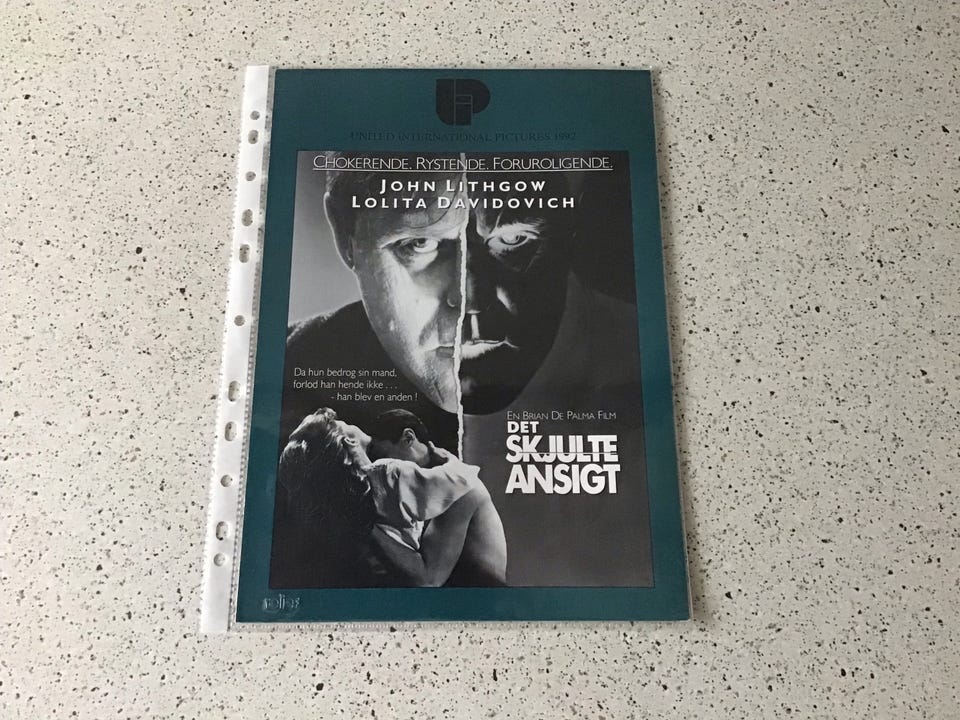 UIP
UNITED INTERNATIONAL PICTURES 1992
CHOKERENDE. RYSTENDE. FORUROLIGENDE.
JOHN LITHGOW
LOLITA DAVIDOVICH
Da hun bedrog sin mand,
forlod han hende ikke . . .
- han blev en anden !
EN BRIAN DE PALMA FILM
DET
SKJULTE
ANSIGT